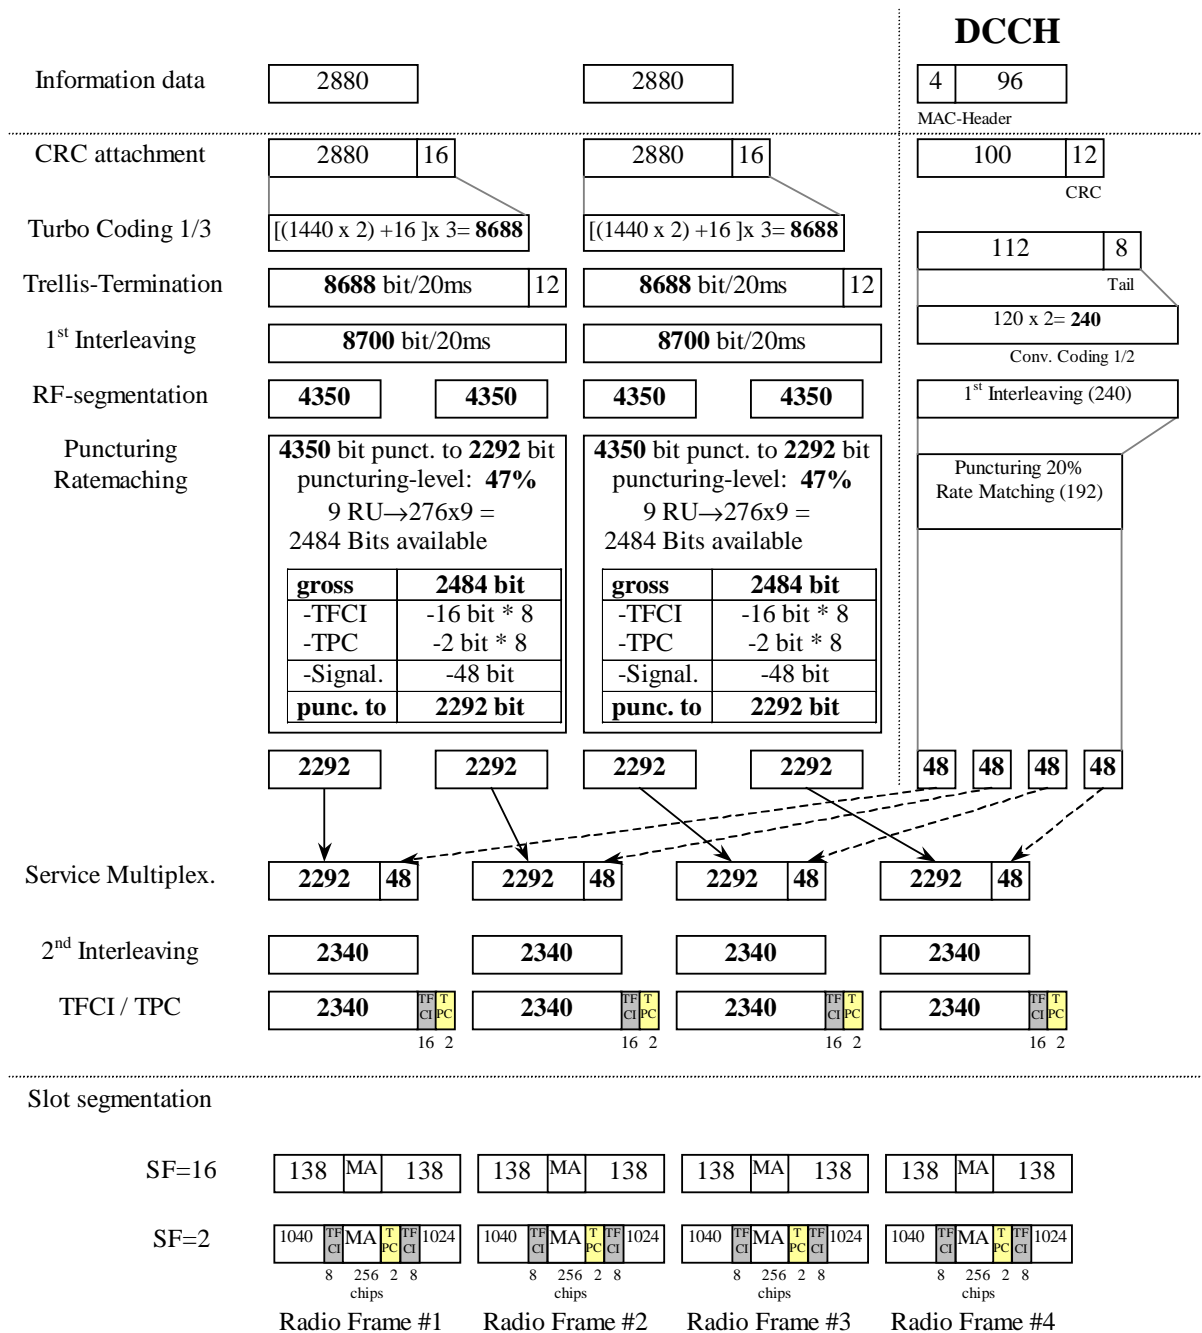 DCCH
Information data 2880 2880 4 96
MAC-Header
CRC attachment 2880 16 2880 16 100 12
CRC
Turbo Coding 1/3 [(1440 x 2) +16 ]x 3= 8688 [(1440 x 2) +16 ]x 3= 8688
112 8
Tail
Trellis-Termination 8688 bit/20ms 12 8688 bit/20ms 12
120 x 2= 240
Conv. Coding 1/2
1st Interleaving 8700 bit/20ms 8700 bit/20ms
RF-segmentation 4350 4350 4350 4350 1st Interleaving (240)
Puncturing
Ratemaching
4350 bit punct. to 2292 bit
puncturing-level: 47%
9 RU→276x9 =
2484 Bits available
gross 2484 bit
-TFCI -16 bit * 8
-TPC -2 bit * 8
-Signal. -48 bit
punc. to 2292 bit
4350 bit punct. to 2292 bit
puncturing-level: 47%
9 RU→276x9 =
2484 Bits available
gross 2484 bit
-TFCI -16 bit * 8
-TPC -2 bit * 8
-Signal. -48 bit
punc. to 2292 bit
Puncturing 20%
Rate Matching (192)
2292 2292 2292 2292 48 48 48 48
Service Multiplex. 2292 48 2292 48 2292 48 2292 48
2nd Interleaving 2340 2340 2340 2340
TFCI / TPC 2340 TF CI T PC 2340 TF CI T PC 2340 TF CI T PC 2340 TF CI T PC
16 2 16 2 16 2 16 2
Slot segmentation
SF=16 138 MA 138 138 MA 138 138 MA 138 138 MA 138
SF=2 1040 TF CI MA T PC TF CI 1024 1040 TF CI MA T PC TF CI 1024 1040 TF CI MA T PC TF CI 1024 1040 TF CI MA T PC TF CI 1024
8 256 2 8 8 256 2 8 8 256 2 8 8 256 2 8
chips chips chips chips
Radio Frame #1 Radio Frame #2 Radio Frame #3 Radio Frame #4